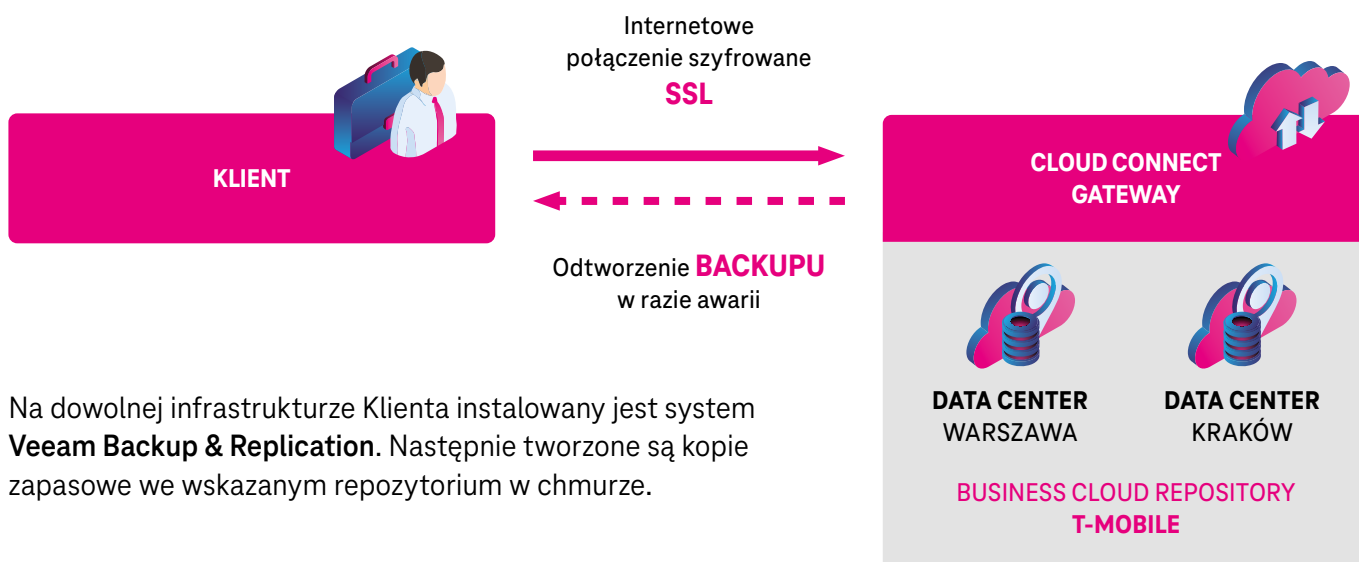 Internetowe
połączenie szyfrowane
SSL
KLIENT
CLOUD CONNECT
GATEWAY
Odtworzenie BACKUPU
w razie awarii
DATA CENTER
WARSZAWA
DATA CENTER
KRAKÓW
BUSINESS CLOUD REPOSITORY
T-MOBILE
Na dowolnej infrastrukturze Klienta instalowany jest system
Veeam Backup & Replication. Następnie tworzone są kopie
zapasowe we wskazanym repozytorium w chmurze.